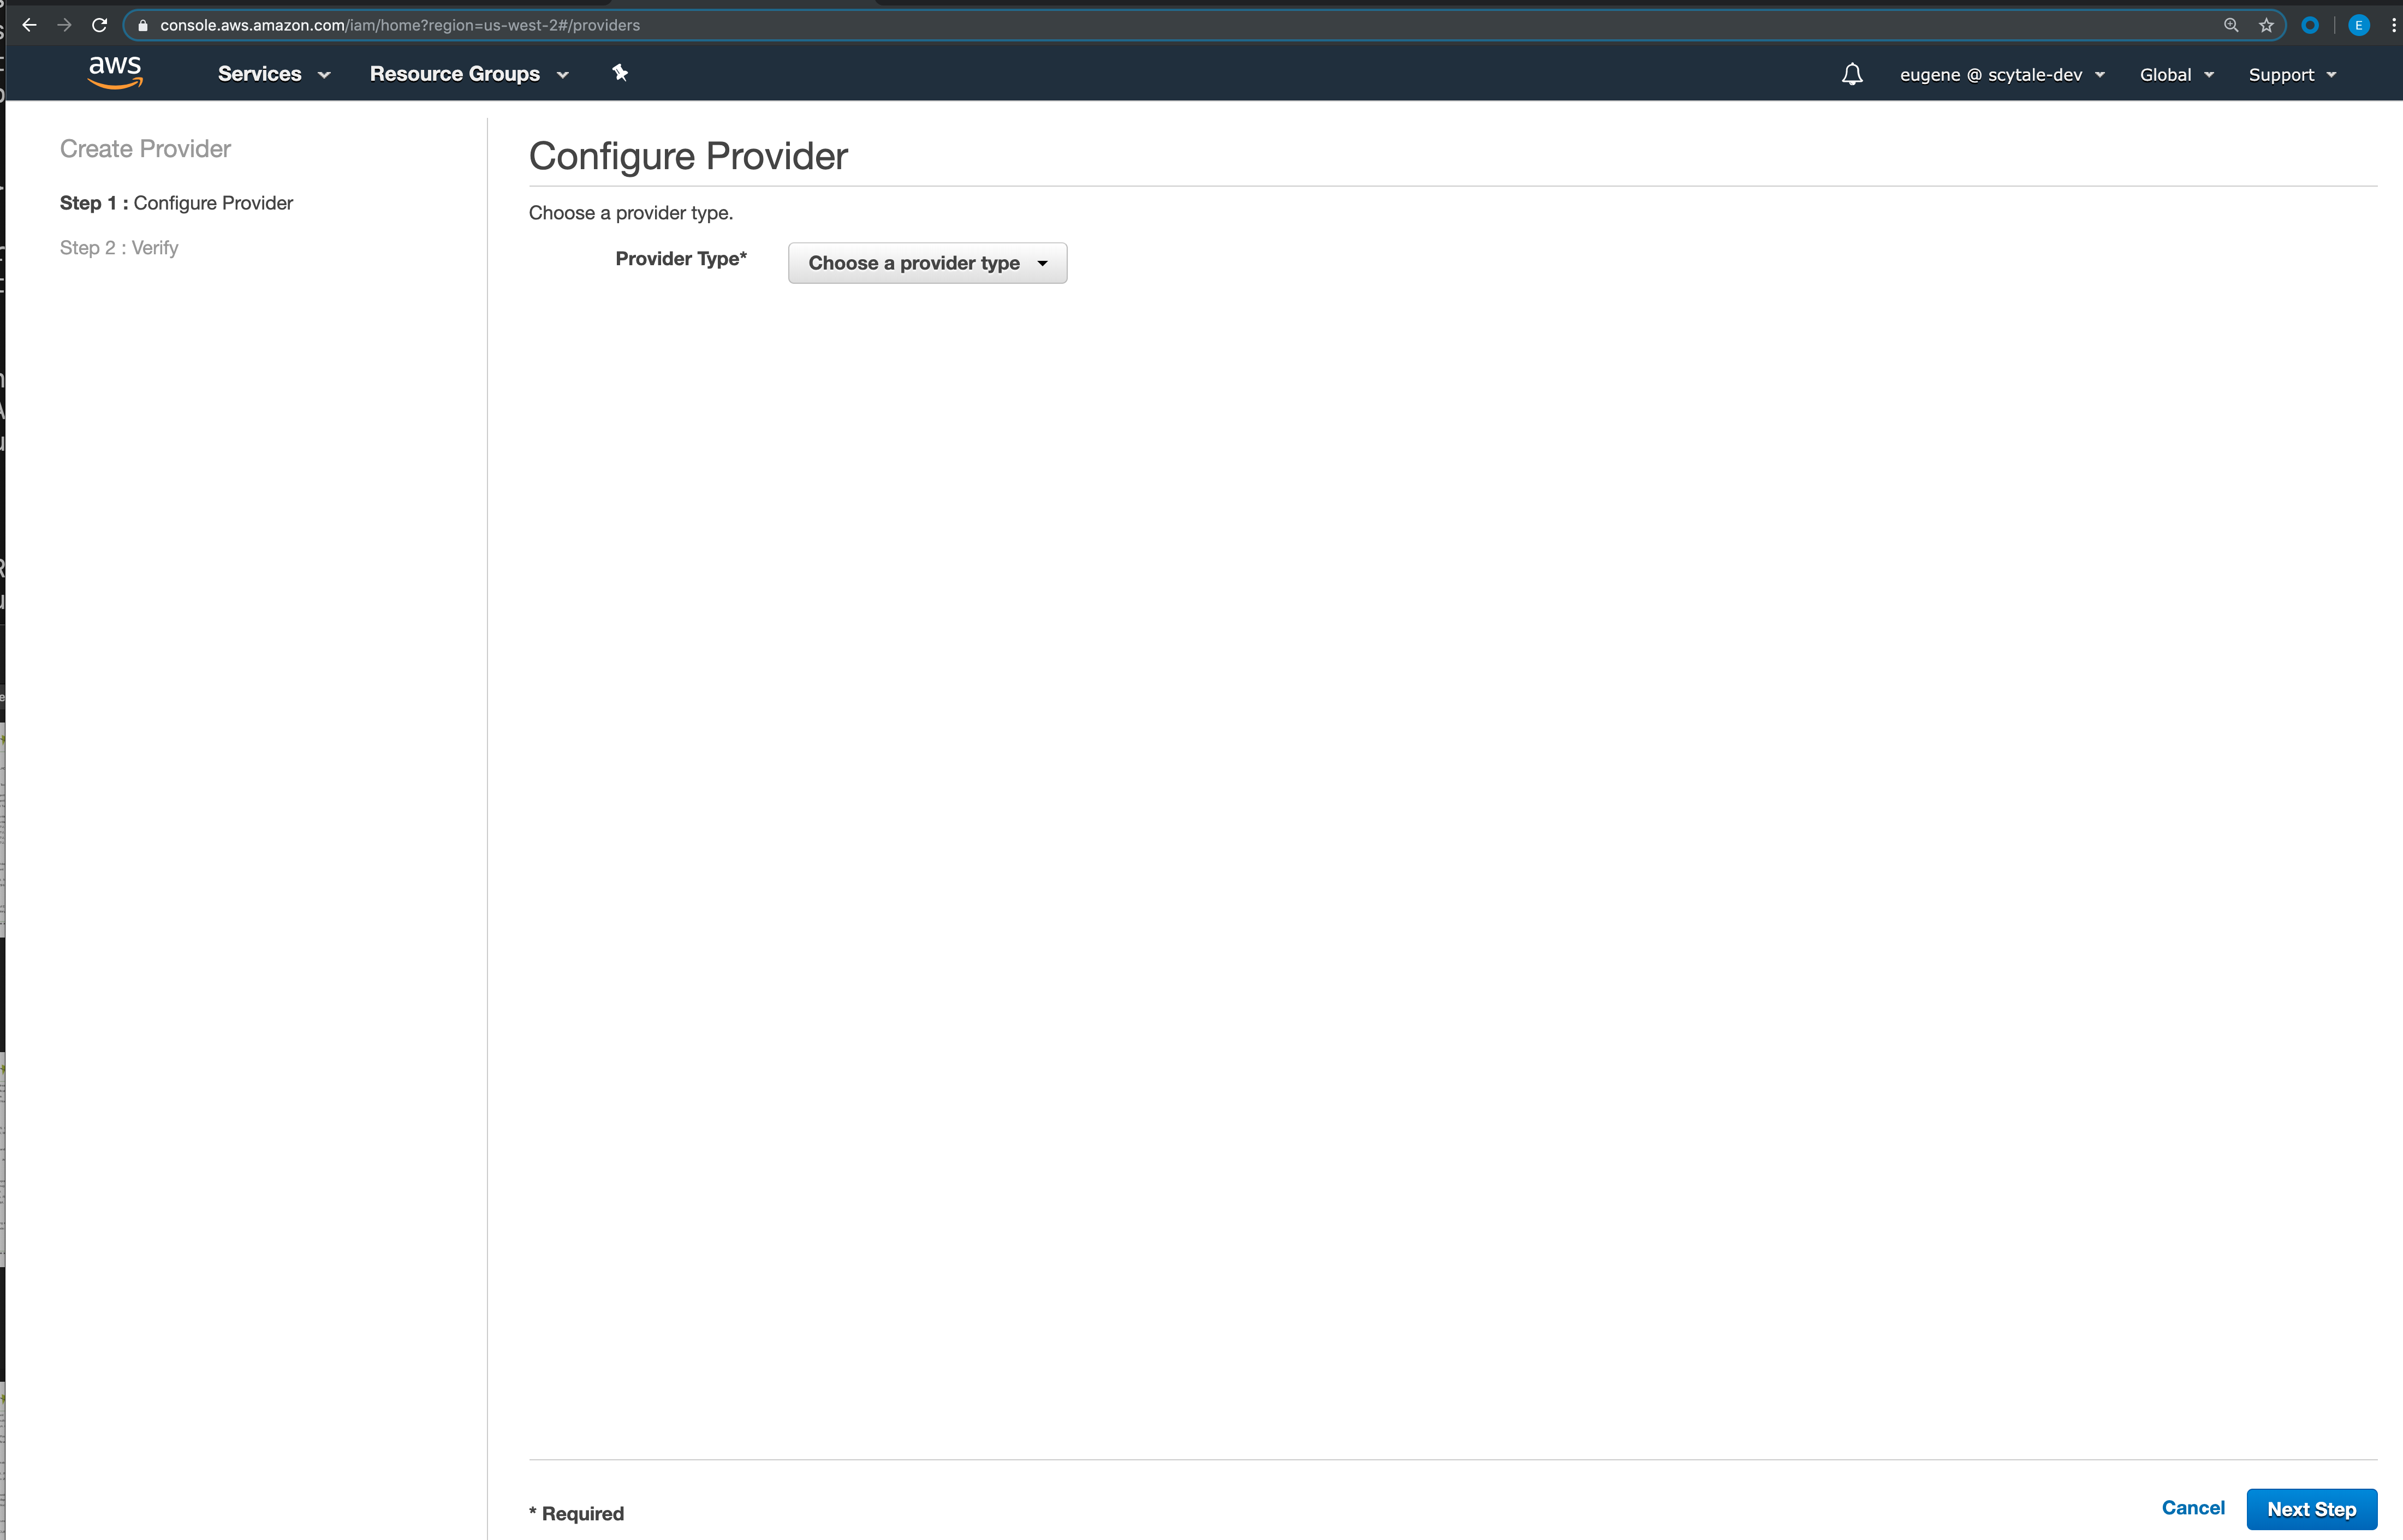 console.aws.amazon.com/iam/home?region=us-west-2#/providers
E
aws
Services
Resource Groups
eugene @ scytale-dev
Global
Support
Create Provider
Step 1 : Configure Provider
Step 2 : Verify
Configure Provider
Choose a provider type.
Provider Type*
Choose a provider type
* Required
Cancel
Next Step